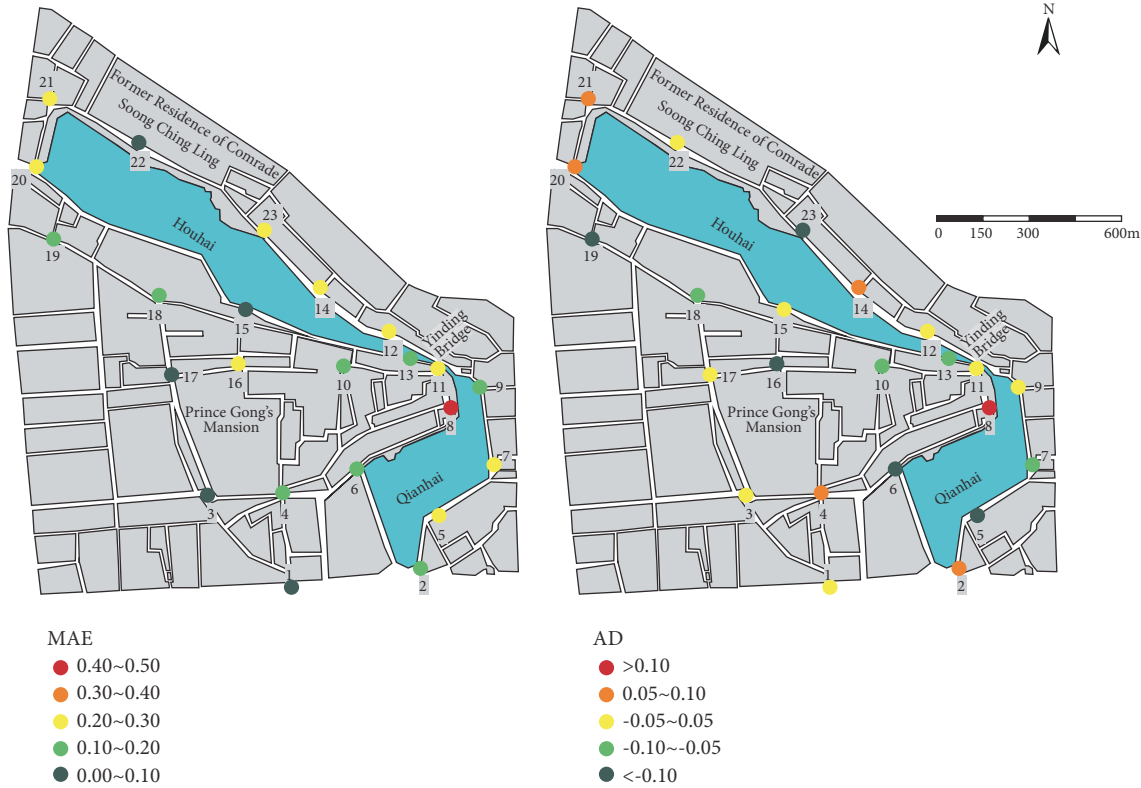 N
21
Former Residence of Comrade
Soong Ching Ling
22
20
23
Houhai
19
14
18
15
Yinding
Bridge
12
13
17
16
10
11
9
Prince Gong's
Mansion
8
7
6
Qianhai
3
4
5
1
2
21
Former Residence of Comrade
Soong Ching Ling
22
20
23
Houhai
19
14
18
15
Yinding
Bridge
12
13
17
16
10
11
9
Prince Gong's
Mansion
8
7
6
Qianhai
3
4
5
1
2
0 150 300 600m
MAE
0.40~0.50
0.30~0.40
0.20~0.30
0.10~0.20
0.00~0.10
AD
>0.10
0.05~0.10
-0.05~0.05
-0.10~-0.05
<-0.10